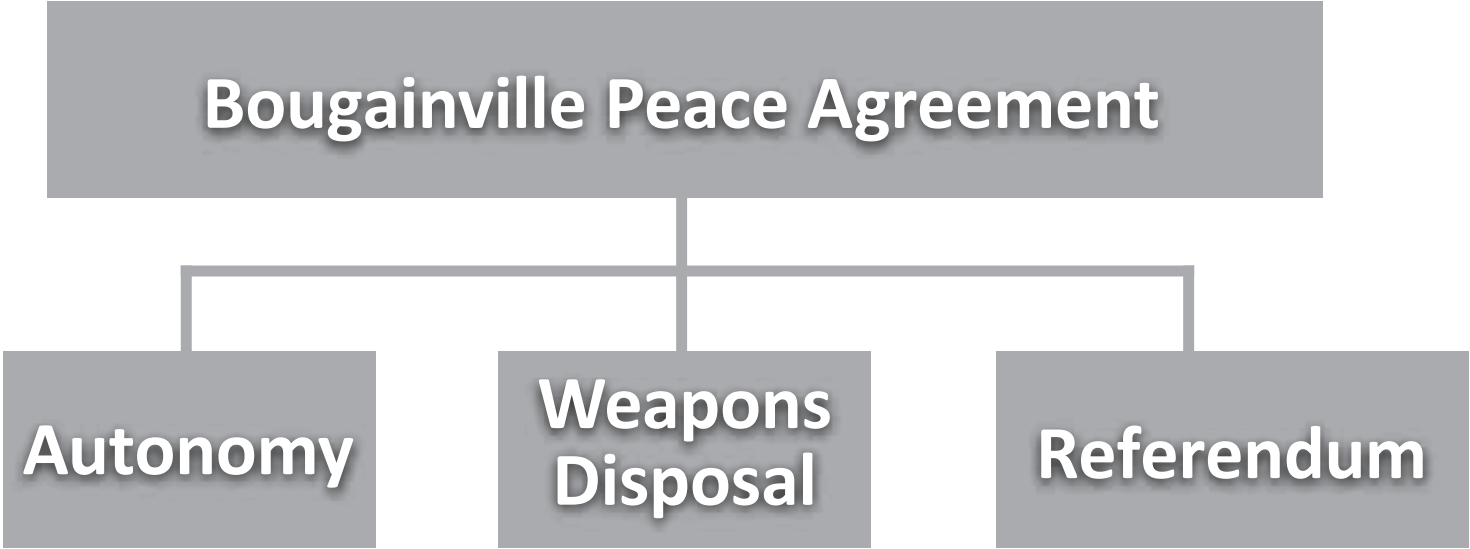 Bougainville Peace Agreement
Autonomy
Weapons
Disposal
Referendum